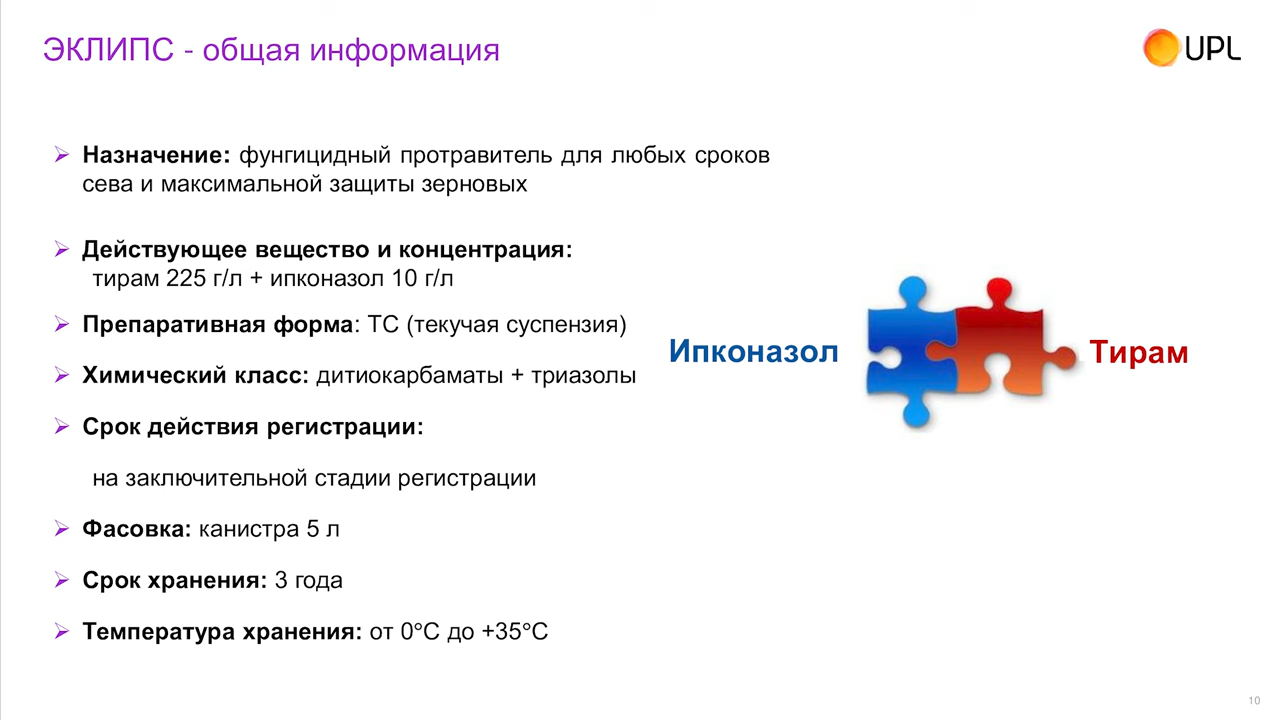 ЭКЛИПС - общая информация
UPL
Назначение: фунгицидный протравитель для любых сроков
сева и максимальной защиты зерновых
Действующее вещество и концентрация:
тирам 225 г/л + ипконазол 10 г/л
Препаративная форма: ТС (текучая суспензия)
Химический класс: дитиокарбаматы + триазолы
Срок действия регистрации:
на заключительной стадии регистрации
Фасовка: канистра 5 л
Срок хранения: 3 года
Температура хранения: от 0°С до +35°С
Ипконазол
Тирам
10